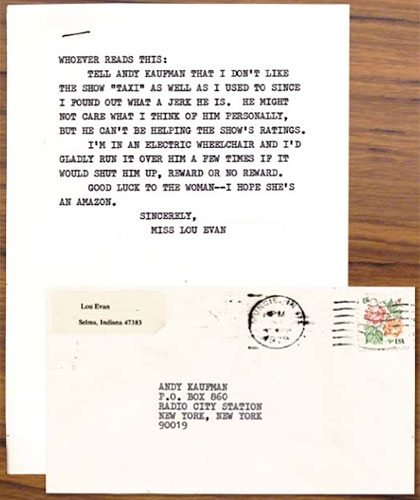 WHOEVER READS THIS:
TELL ANDY KAUFMAN THAT I DON'T LIKE
THE SHOW "TAXI" AS WELL AS I USED TO SINCE
I FOUND OUT WHAT A JERK HE IS. HE MIGHT
NOT CARE WHAT I THINK OF HIM PERSONALLY,
BUT HE CAN'T BE HELPING THE SHOW'S RATINGS.
I'M IN AN ELECTRIC WHEELCHAIR AND I'D
GLADLY RUN IT OVER HIM A FEW TIMES IF IT
WOULD SHUT HIM UP, REWARD OR NO REWARD.
GOOD LUCK TO THE WOMAN--I HOPE SHE'S
AN AMAZON.
SINCERELY,
MISS LOU EVAN
Lou Evan
Selma, Indiana 47383
PM
USA
ANDY KAUFMAN
P.O. BOX 860
RADIO CITY STATION
NEW YORK, NEW YORK
90019